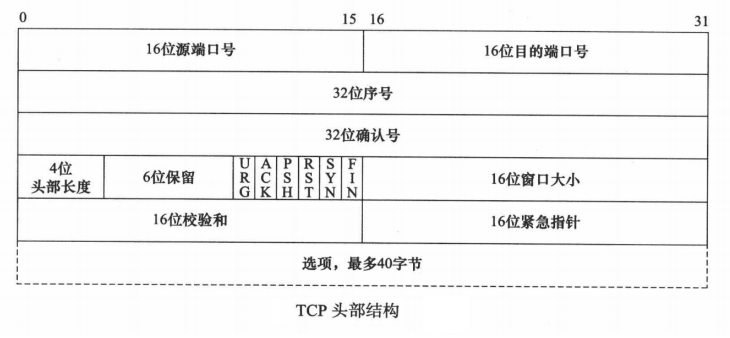 0 15 16 31
16位源端口号 16位目的端口号
32位序号
32位确认号
4位
头部长度 6位保留 URG ACK PSH RST SYN FIN 16位窗口大小
16位校验和 16位紧急指针
选项，最多40字节
TCP 头部结构